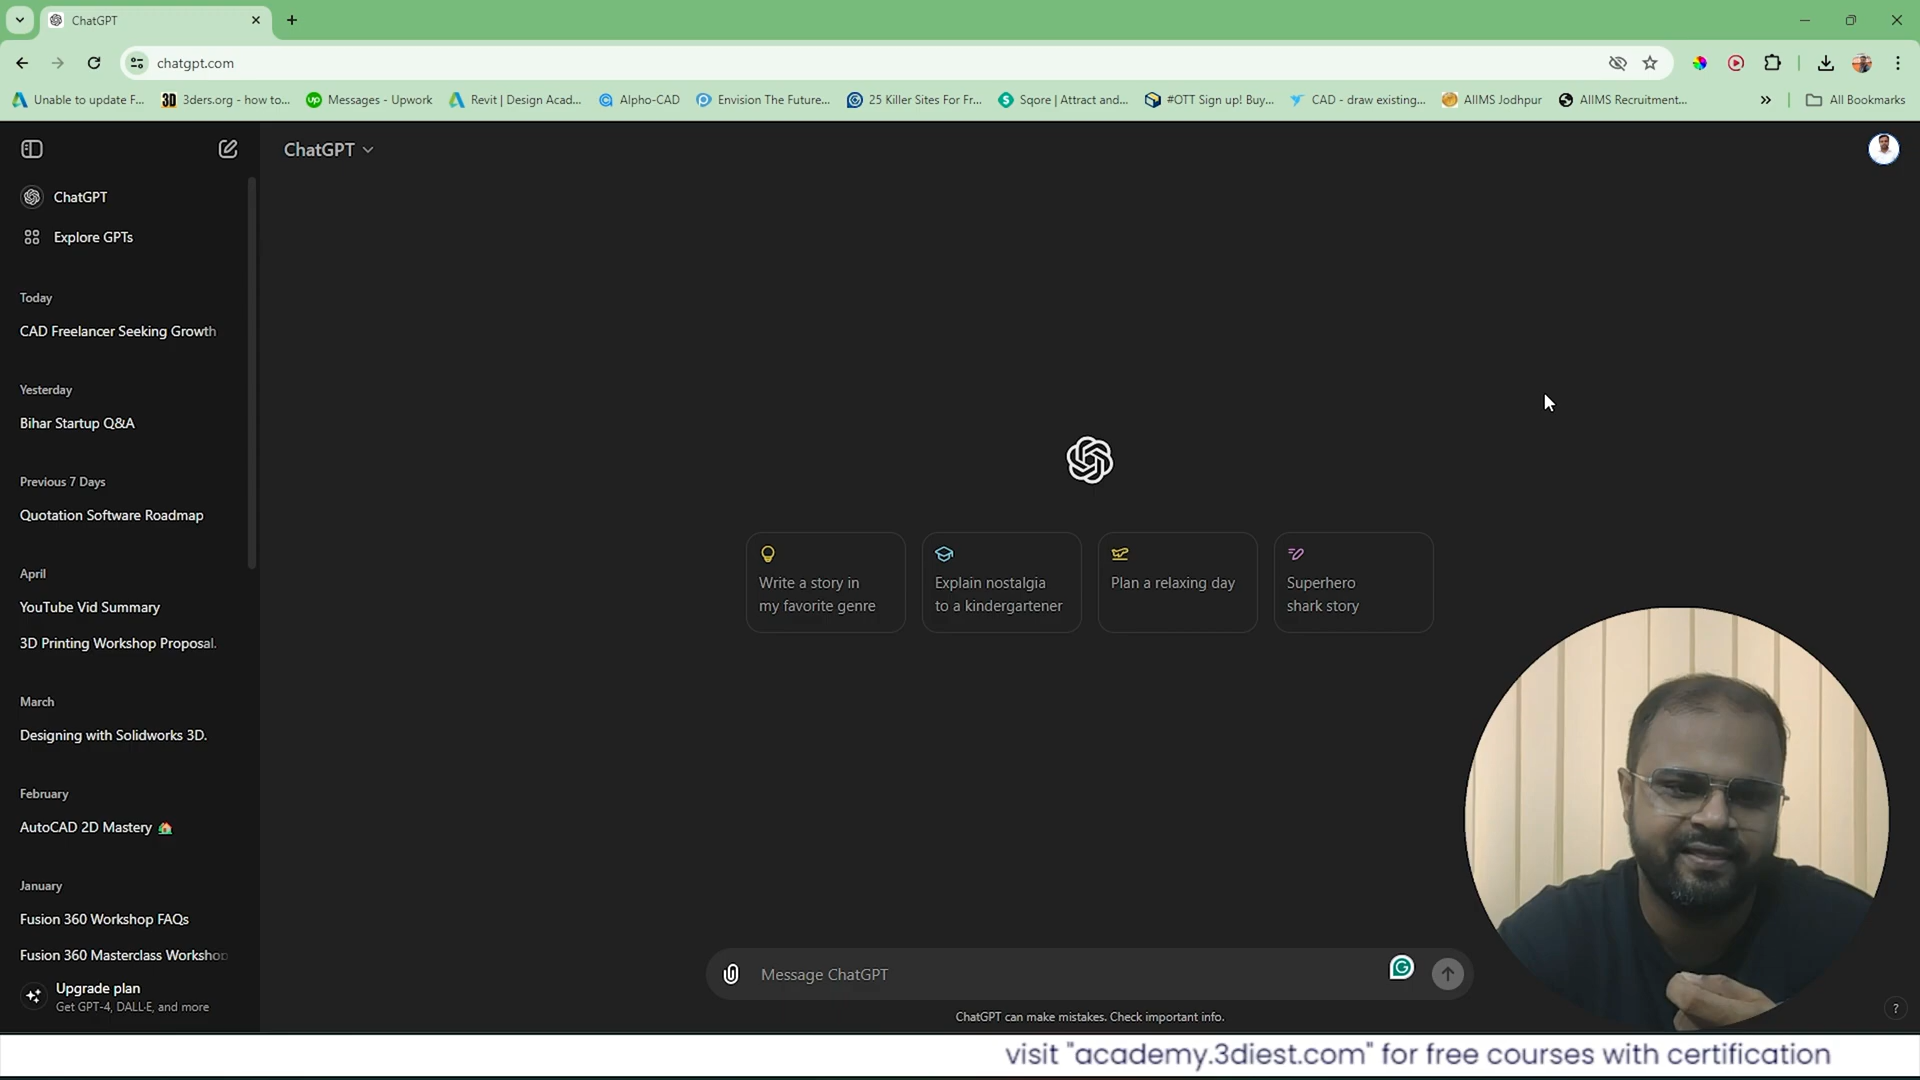 ChatGPT
chatgpt.com
Unable to update F...
3D 3ders.org - how to...
up Messages - Upwork
Revit | Design Acad...
Alpho-CAD
Envision The Future...
25 Killer Sites For Fr...
Sqore | Attract and...
#OTT Sign up! Buy...
CAD - draw existing...
AIIMS Jodhpur
AIIMS Recruitment...
All Bookmarks
ChatGPT
ChatGPT
Explore GPTs
Today
CAD Freelancer Seeking Growth
Yesterday
Bihar Startup Q&A
Previous 7 Days
Quotation Software Roadmap
April
YouTube Vid Summary
3D Printing Workshop Proposal.
March
Designing with Solidworks 3D.
February
AutoCAD 2D Mastery 🏠
January
Fusion 360 Workshop FAQs
Fusion 360 Masterclass Workshop
Upgrade plan
Get GPT-4, DALL·E, and more
Write a story in
my favorite genre
Explain nostalgia
to a kindergartener
Plan a relaxing day
Superhero
shark story
Message ChatGPT
ChatGPT can make mistakes. Check important info.
?
visit "academy.3diest.com" for free courses with certification